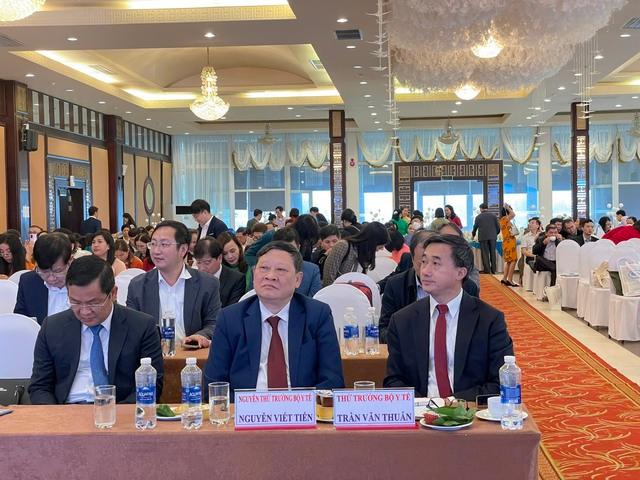 NGUYÊN THỨ TRƯỞNG BỘ Y TẾ
NGUYỄN VIẾT TIẾN
THỨ TRƯỞNG BỘ Y TẾ
TRẦN VĂN THUẤN